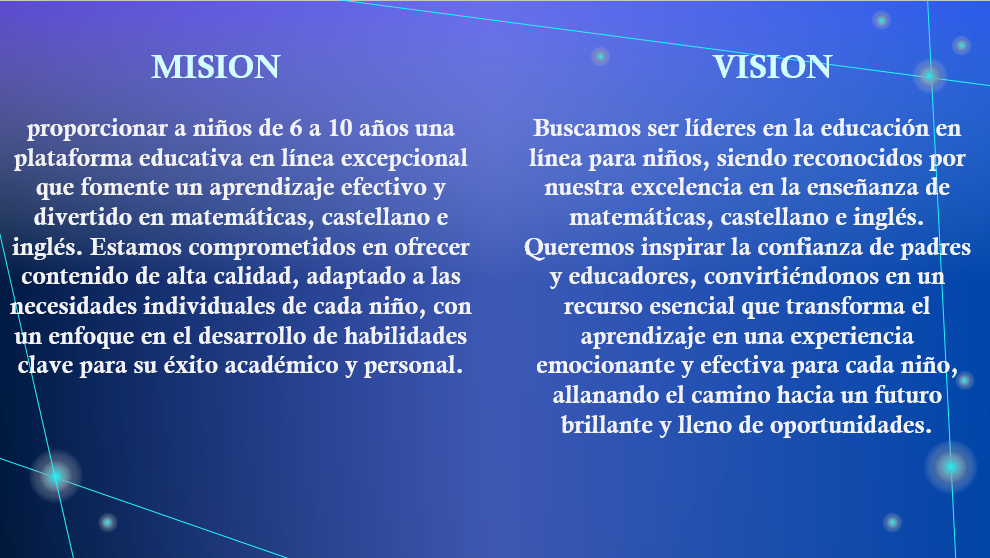 MISION
proporcionar a niños de 6 a 10 años una
plataforma educativa en línea excepcional
que fomente un aprendizaje efectivo y
divertido en matemáticas, castellano e
inglés. Estamos comprometidos en ofrecer
contenido de alta calidad, adaptado a las
necesidades individuales de cada niño, con
un enfoque en el desarrollo de habilidades
clave para su éxito académico y personal.
VISION
Buscamos ser líderes en la educación en
línea para niños, siendo reconocidos por
nuestra excelencia en la enseñanza de
matemáticas, castellano e inglés.
Queremos inspirar la confianza de padres
y educadores, convirtiéndonos en un
recurso esencial que transforma el
aprendizaje en una experiencia
emocionante y efectiva para cada niño,
allanando el camino hacia un futuro
brillante y lleno de oportunidades.